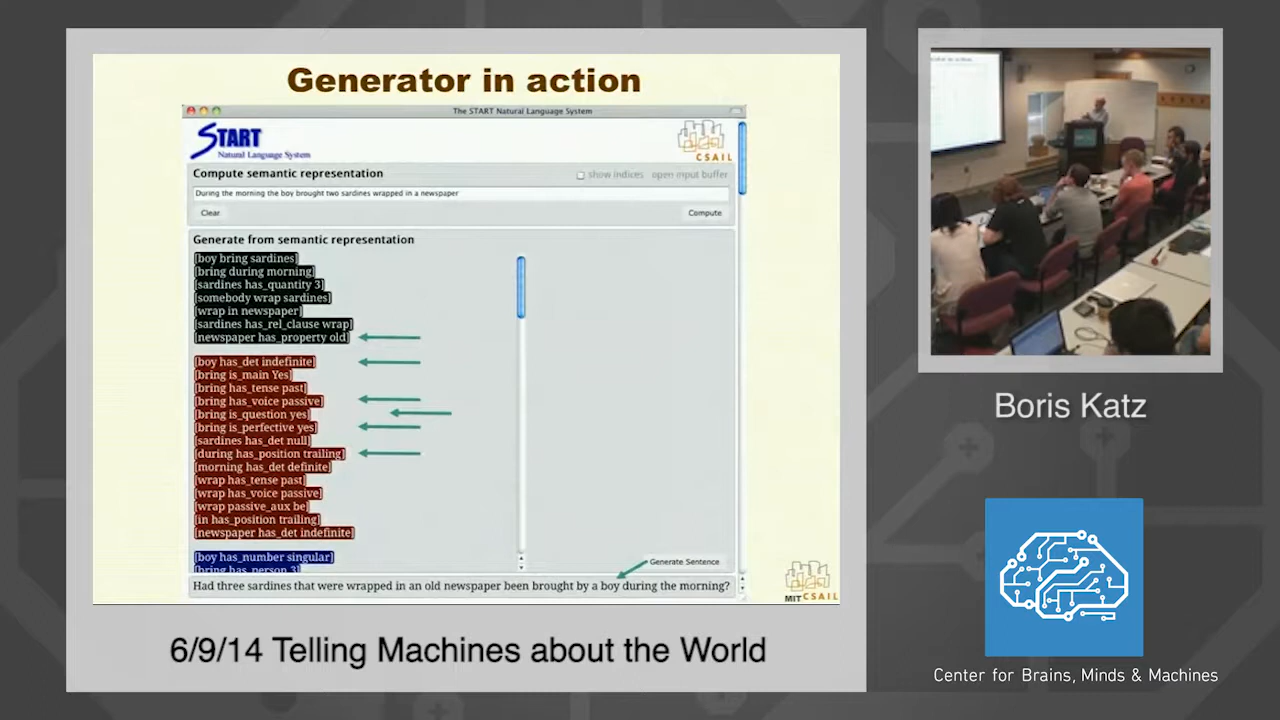 Generator in action
The START Natural Language System
START
Natural Language System
CSAIL
Compute semantic representation
show indices open input buffer
During the morning the boy brought two sardines wrapped in a newspaper
Clear
Compute
Generate from semantic representation
[boy bring sardines]
[bring during morning]
[sardines has_quantity 3]
[somebody wrap sardines]
[wrap in newspaper]
[sardines has_rel_clause wrap]
[newspaper has_property old]
[boy has_det indefinite]
[bring is_main Yes]
[bring has_tense past]
[bring has_voice passive]
[bring is_question yes]
[bring is_perfective yes]
[sardines has_det null]
[during has_position trailing]
[morning has_det definite]
[wrap has_tense past]
[wrap has_voice passive]
[wrap passive_aux be]
[in has_position trailing]
[newspaper has_det indefinite]
[boy has_number singular]
[bring has_person 3]
Generate Sentence
Had three sardines that were wrapped in an old newspaper been brought by a boy during the morning?
MIT CSAIL
6/9/14 Telling Machines about the World
Boris Katz
Center for Brains, Minds & Machines